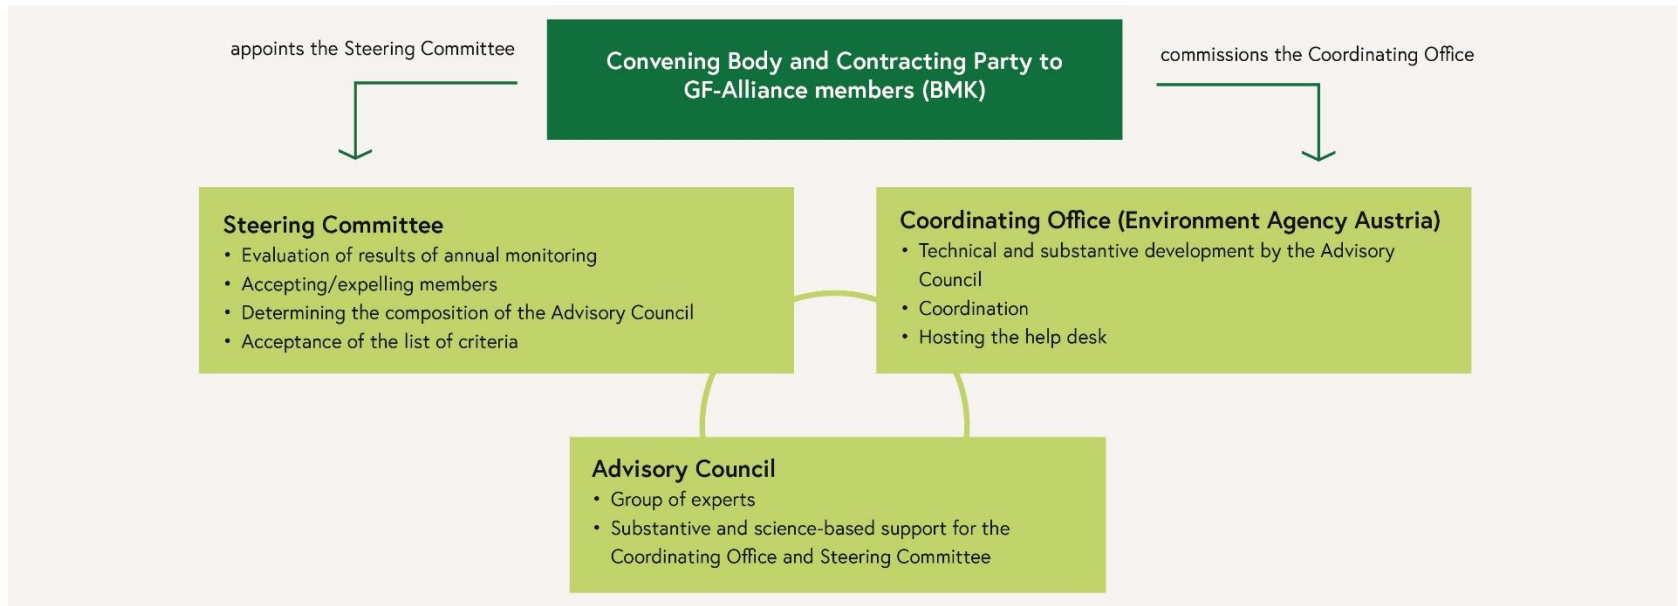 appoints the Steering Committee
Convening Body and Contracting Party to
GF-Alliance members (BMK)
commissions the Coordinating Office
Steering Committee
• Evaluation of results of annual monitoring
• Accepting/expelling members
• Determining the composition of the Advisory Council
• Acceptance of the list of criteria
Coordinating Office (Environment Agency Austria)
• Technical and substantive development by the Advisory
Council
• Coordination
• Hosting the help desk
Advisory Council
• Group of experts
• Substantive and science-based support for the
Coordinating Office and Steering Committee